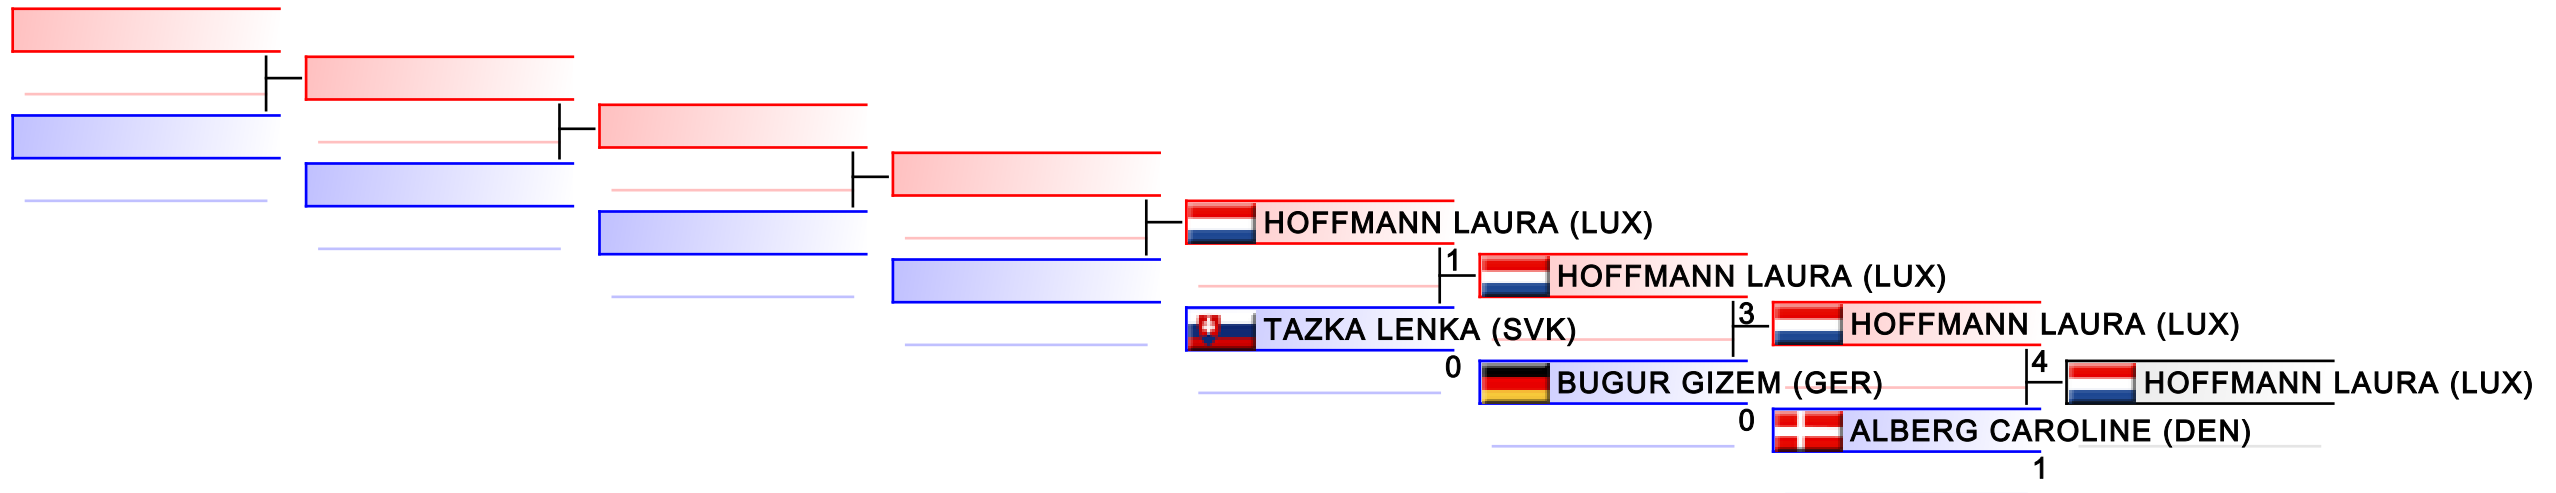 HOFFMANN LAURA (LUX)
1
HOFFMANN LAURA (LUX)
TAZKA LENKA (SVK)
0
3
HOFFMANN LAURA (LUX)
BUGUR GIZEM (GER)
0
4
HOFFMANN LAURA (LUX)
ALBERG CAROLINE (DEN)
1